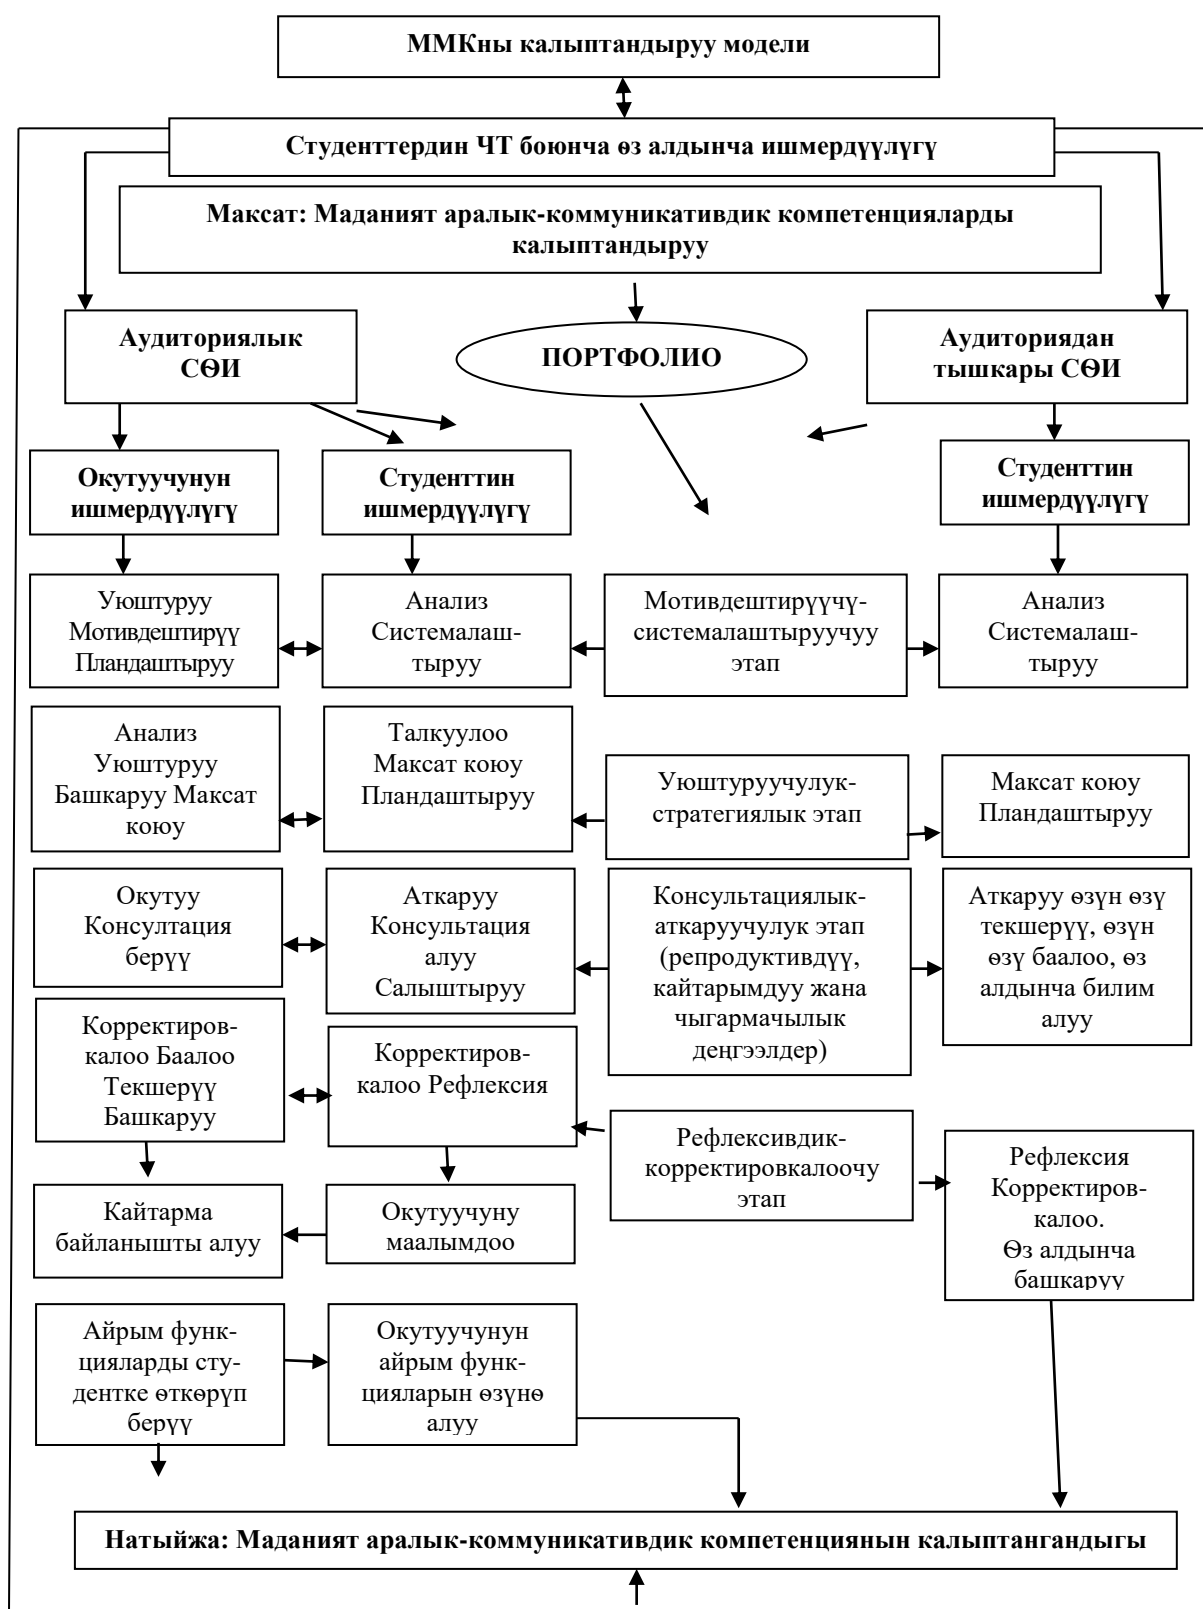 ММКны калыптандыруу модели
Студенттердин ЧТ боюнча өз алдынча ишмердүүлүгү
Максат: Маданият аралык-коммуникативдик компетенцияларды
калыптандыруу
Аудиториялык
СӨИ
ПОРТФОЛИО
Аудиториядан
тышкары СӨИ
Окутуучунун
ишмердүүлүгү
Студенттин
ишмердүүлүгү
Студенттин
ишмердүүлүгү
Уюштуруу
Мотивдештирүү
Пландаштыруу
Анализ
Системалаш-
тыруу
Мотивдештирүүчү-
системалаштыруучуу
этап
Анализ
Системалаш-
тыруу
Анализ
Уюштуруу
Башкаруу Максат
коюу
Талкуулоо
Максат коюу
Пландаштыруу
Уюштуруучулук-
стратегиялык этап
Максат коюу
Пландаштыруу
Окутуу
Консултация
берүү
Аткаруу
Консультация
алуу
Салыштыруу
Консультациялык-
аткаруучулук этап
(репродуктивдүү,
кайтарымдуу жана
чыгармачылык
деңгээлдер)
Аткаруу өзүн өзү
текшерүү, өзүн
өзү баалоо, өз
алдынча билим
алуу
Корректиров-
калоо Баалоо
Текшерүү
Башкаруу
Корректиров-
калоо Рефлексия
Рефлексивдик-
корректировкалоочу
этап
Рефлексия
Корректиров-
калоо.
Өз алдынча
башкаруу
Кайтарма
байланышты алуу
Окутуучуну
маалымдоо
Айрым функ-
цияларды сту-
дентке өткөрүп
берүү
Окутуучунун
айрым функ-
цияларын өзүнө
алуу
Натыйжа: Маданият аралык-коммуникативдик компетенциянын калыптангандыгы